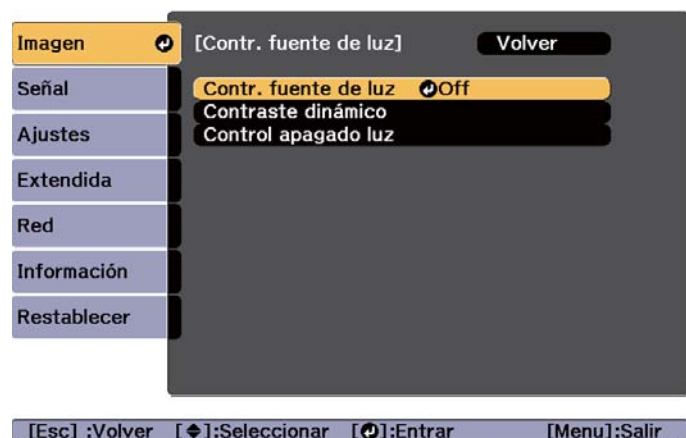 Imagen
Señal
Ajustes
Extendida
Red
Información
Restablecer
[Contr. fuente de luz] Volver
Contr. fuente de luz Off
Contraste dinámico
Control apagado luz
[Esc] :Volver [◆]:Seleccionar [↵]:Entrar [Menu]:Salir